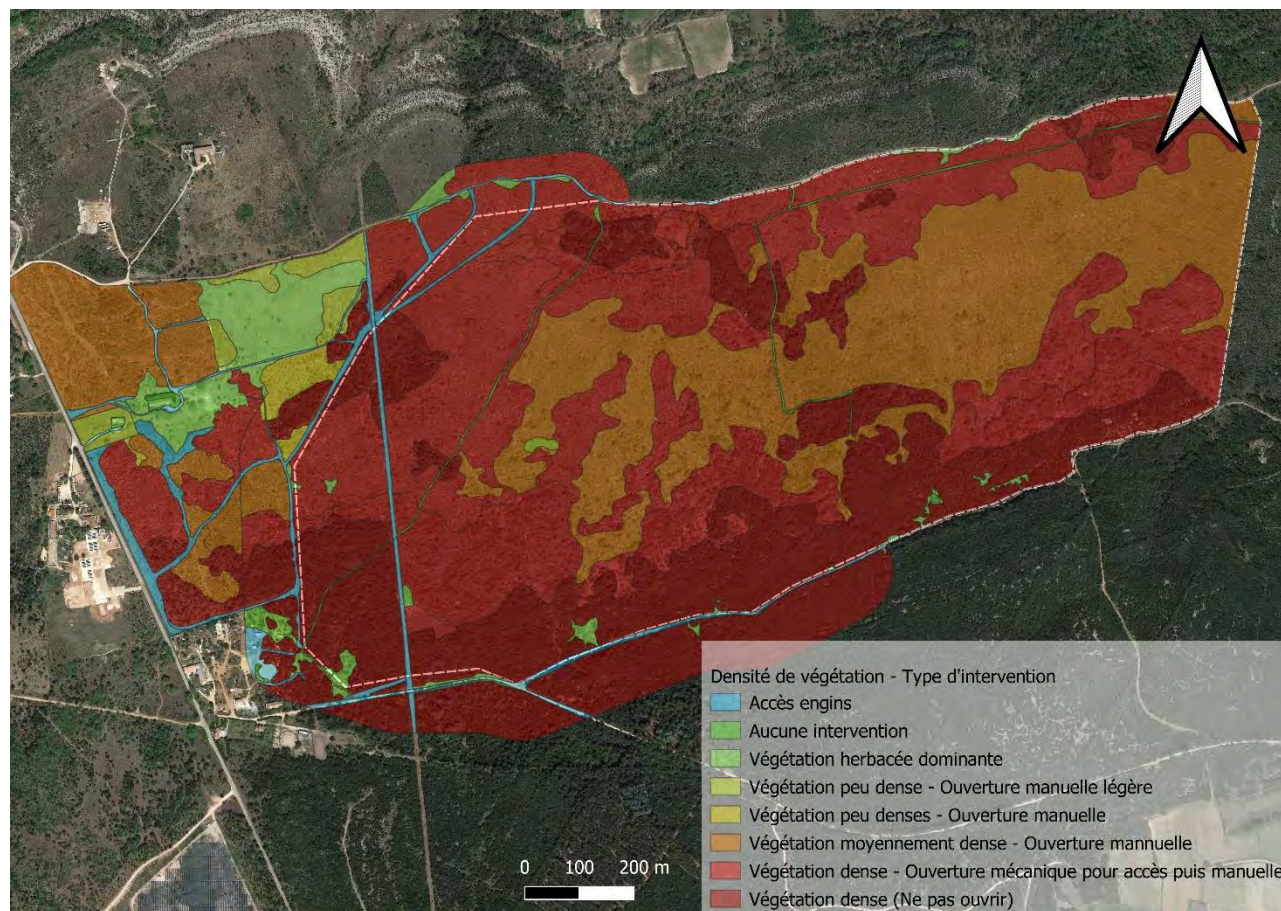 0 100 200 m
Densité de végétation - Type d'intervention
Accès engins
Aucune intervention
Végétation herbacée dominante
Végétation peu dense - Ouverture manuelle légère
Végétation peu denses - Ouverture manuelle
Végétation moyennement dense - Ouverture mannuelle
Végétation dense - Ouverture mécanique pour accès puis manuelle
Végétation dense (Ne pas ouvrir)